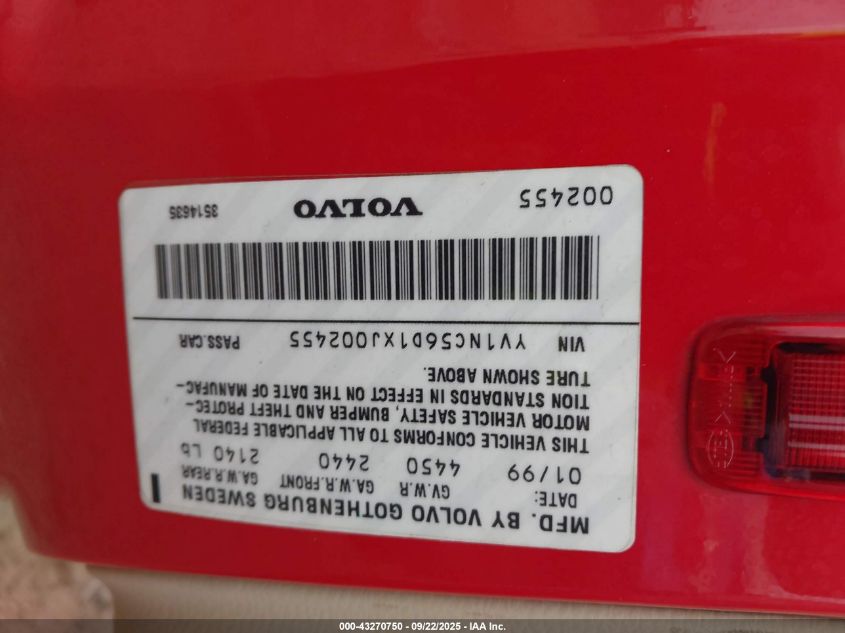 MFD. BY VOLVO GOTHENBURG SWEDEN
DATE: GV.W.R GA.W.R.FRONT GA.W.R.REAR
01/99 4450 2440 2140 Lb
THIS VEHICLE CONFORMS TO ALL APPLICABLE FEDERAL
MOTOR VEHICLE SAFETY, BUMPER AND THEFT PROTEC–
TION STANDARDS IN EFFECT ON THE DATE OF MANUFAC–
TURE SHOWN ABOVE.
VIN YV1NC56D1XJ002455 PASS.CAR
002455 VOLVO 3514635
000-43270750 - 09/22/2025 - IAA Inc.